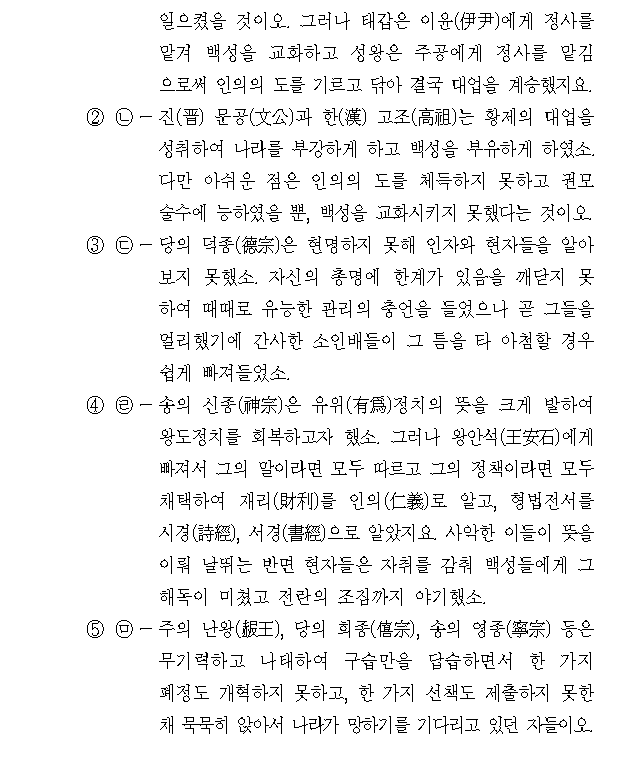 일으켰을 것이오. 그러나 태갑은 이윤(伊尹)에게 정사를
맡겨 백성을 교화하고 성왕은 주공에게 정사를 맡김
으로써 인의의 도를 기르고 닦아 결국 대업을 계승했지요.
② ㉡ － 진(晋) 문공(文公)과 한(漢) 고조(高祖)는 황제의 대업을
성취하여 나라를 부강하게 하고 백성을 부유하게 하였소.
다만 아쉬운 점은 인의의 도를 체득하지 못하고 권모
술수에 능하였을 뿐, 백성을 교화시키지 못했다는 것이오.
③ ㉢ － 당의 덕종(德宗)은 현명하지 못해 인자와 현자들을 알아
보지 못했소. 자신의 총명에 한계가 있음을 깨닫지 못
하여 때때로 유능한 관리의 충언을 들었으나 곧 그들을
멀리했기에 간사한 소인배들이 그 틈을 타 아첨할 경우
쉽게 빠져들었소.
④ ㉣ － 송의 신종(神宗)은 유위(有爲)정치의 뜻을 크게 발하여
왕도정치를 회복하고자 했소. 그러나 왕안석(王安石)에게
빠져서 그의 말이라면 모두 따르고 그의 정책이라면 모두
채택하여 재리(財利)를 인의(仁義)로 알고, 형법전서를
시경(詩經), 서경(書經)으로 알았지요. 사악한 이들이 뜻을
이뤄 날뛰는 반면 현자들은 자취를 감춰 백성들에게 그
해독이 미쳤고 전란의 조짐까지 야기했소.
⑤ ㉤ － 주의 난왕(赧王), 당의 희종(僖宗), 송의 영종(寧宗) 등은
무기력하고 나태하여 구습만을 답습하면서 한 가지
폐정도 개혁하지 못하고, 한 가지 선책도 제출하지 못한
채 묵묵히 앉아서 나라가 망하기를 기다리고 있던 자들이오.